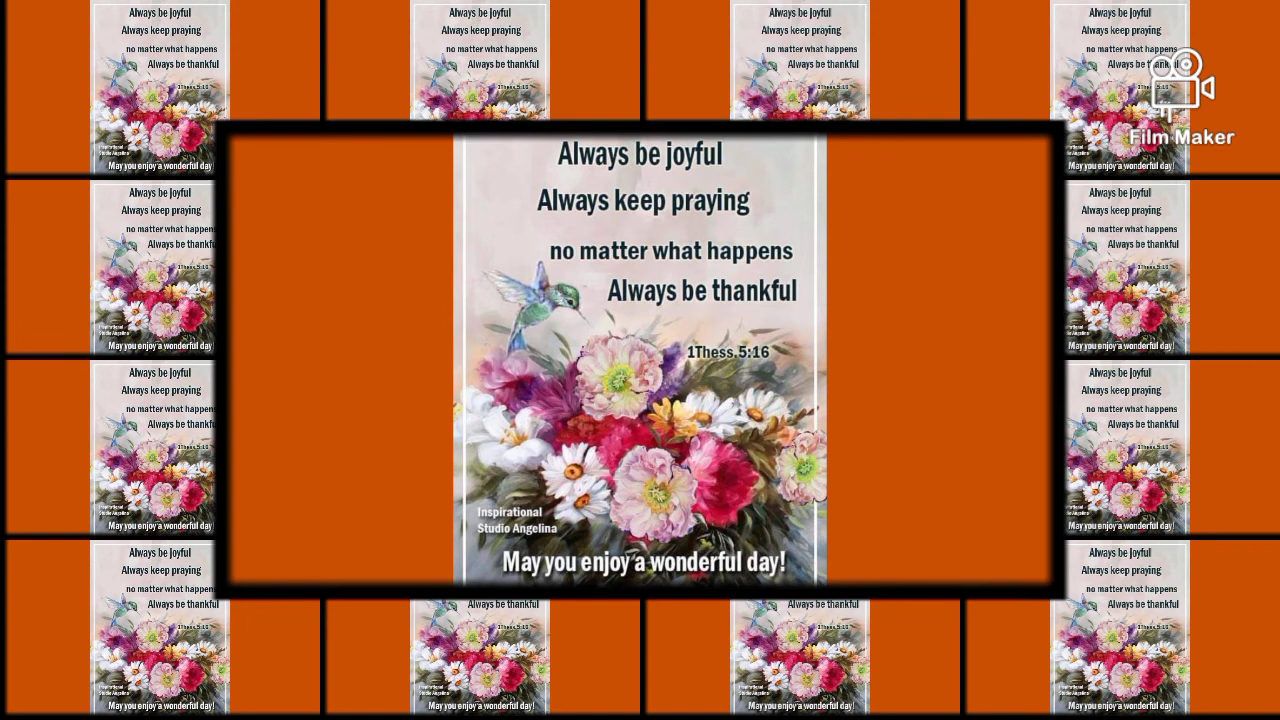 Always be joyful
Always keep praying
no matter what happens
Always be thankful
1Thess.5:16
Inspirational
Studio Angelina
May you enjoy a wonderful day!
Film Maker